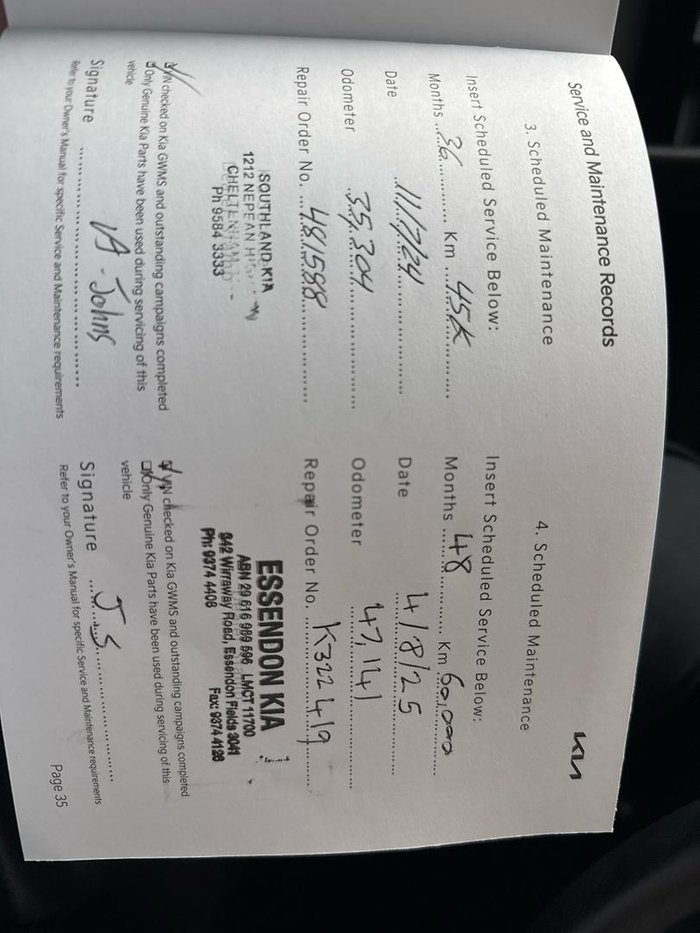 Service and Maintenance Records
KIA
3. Scheduled Maintenance
Insert Scheduled Service Below:
Months ...36............ Km ...45K............
Date ...11/7/24............
Odometer ...35,304............
Repair Order No. ...481588............
SOUTHLAND KIA
1212 NEPEAN
CHELTENHAM
Ph 9584 3333
VIN checked on Kia GWMS and outstanding campaigns completed
Only Genuine Kia Parts have been used during servicing of this
vehicle
Signature ............ A. Johns
Refer to your Owner's Manual for specific Service and Maintenance requirements
4. Scheduled Maintenance
Insert Scheduled Service Below:
Months ...48............ Km 60,000
Date ...4/8/25............
Odometer ...47,141............
Repair Order No. ...K322419............
ESSENDON KIA
ABN 29 616 989 596 LMCT 11700
342 Wirraway Road, Essendon Fields 3041
Ph: 9374 4408 Fax: 9374 4128
VIN checked on Kia GWMS and outstanding campaigns completed
Only Genuine Kia Parts have been used during servicing of this
vehicle
Signature ...J.S............
Refer to your Owner's Manual for specific Service and Maintenance requirements
Page 35